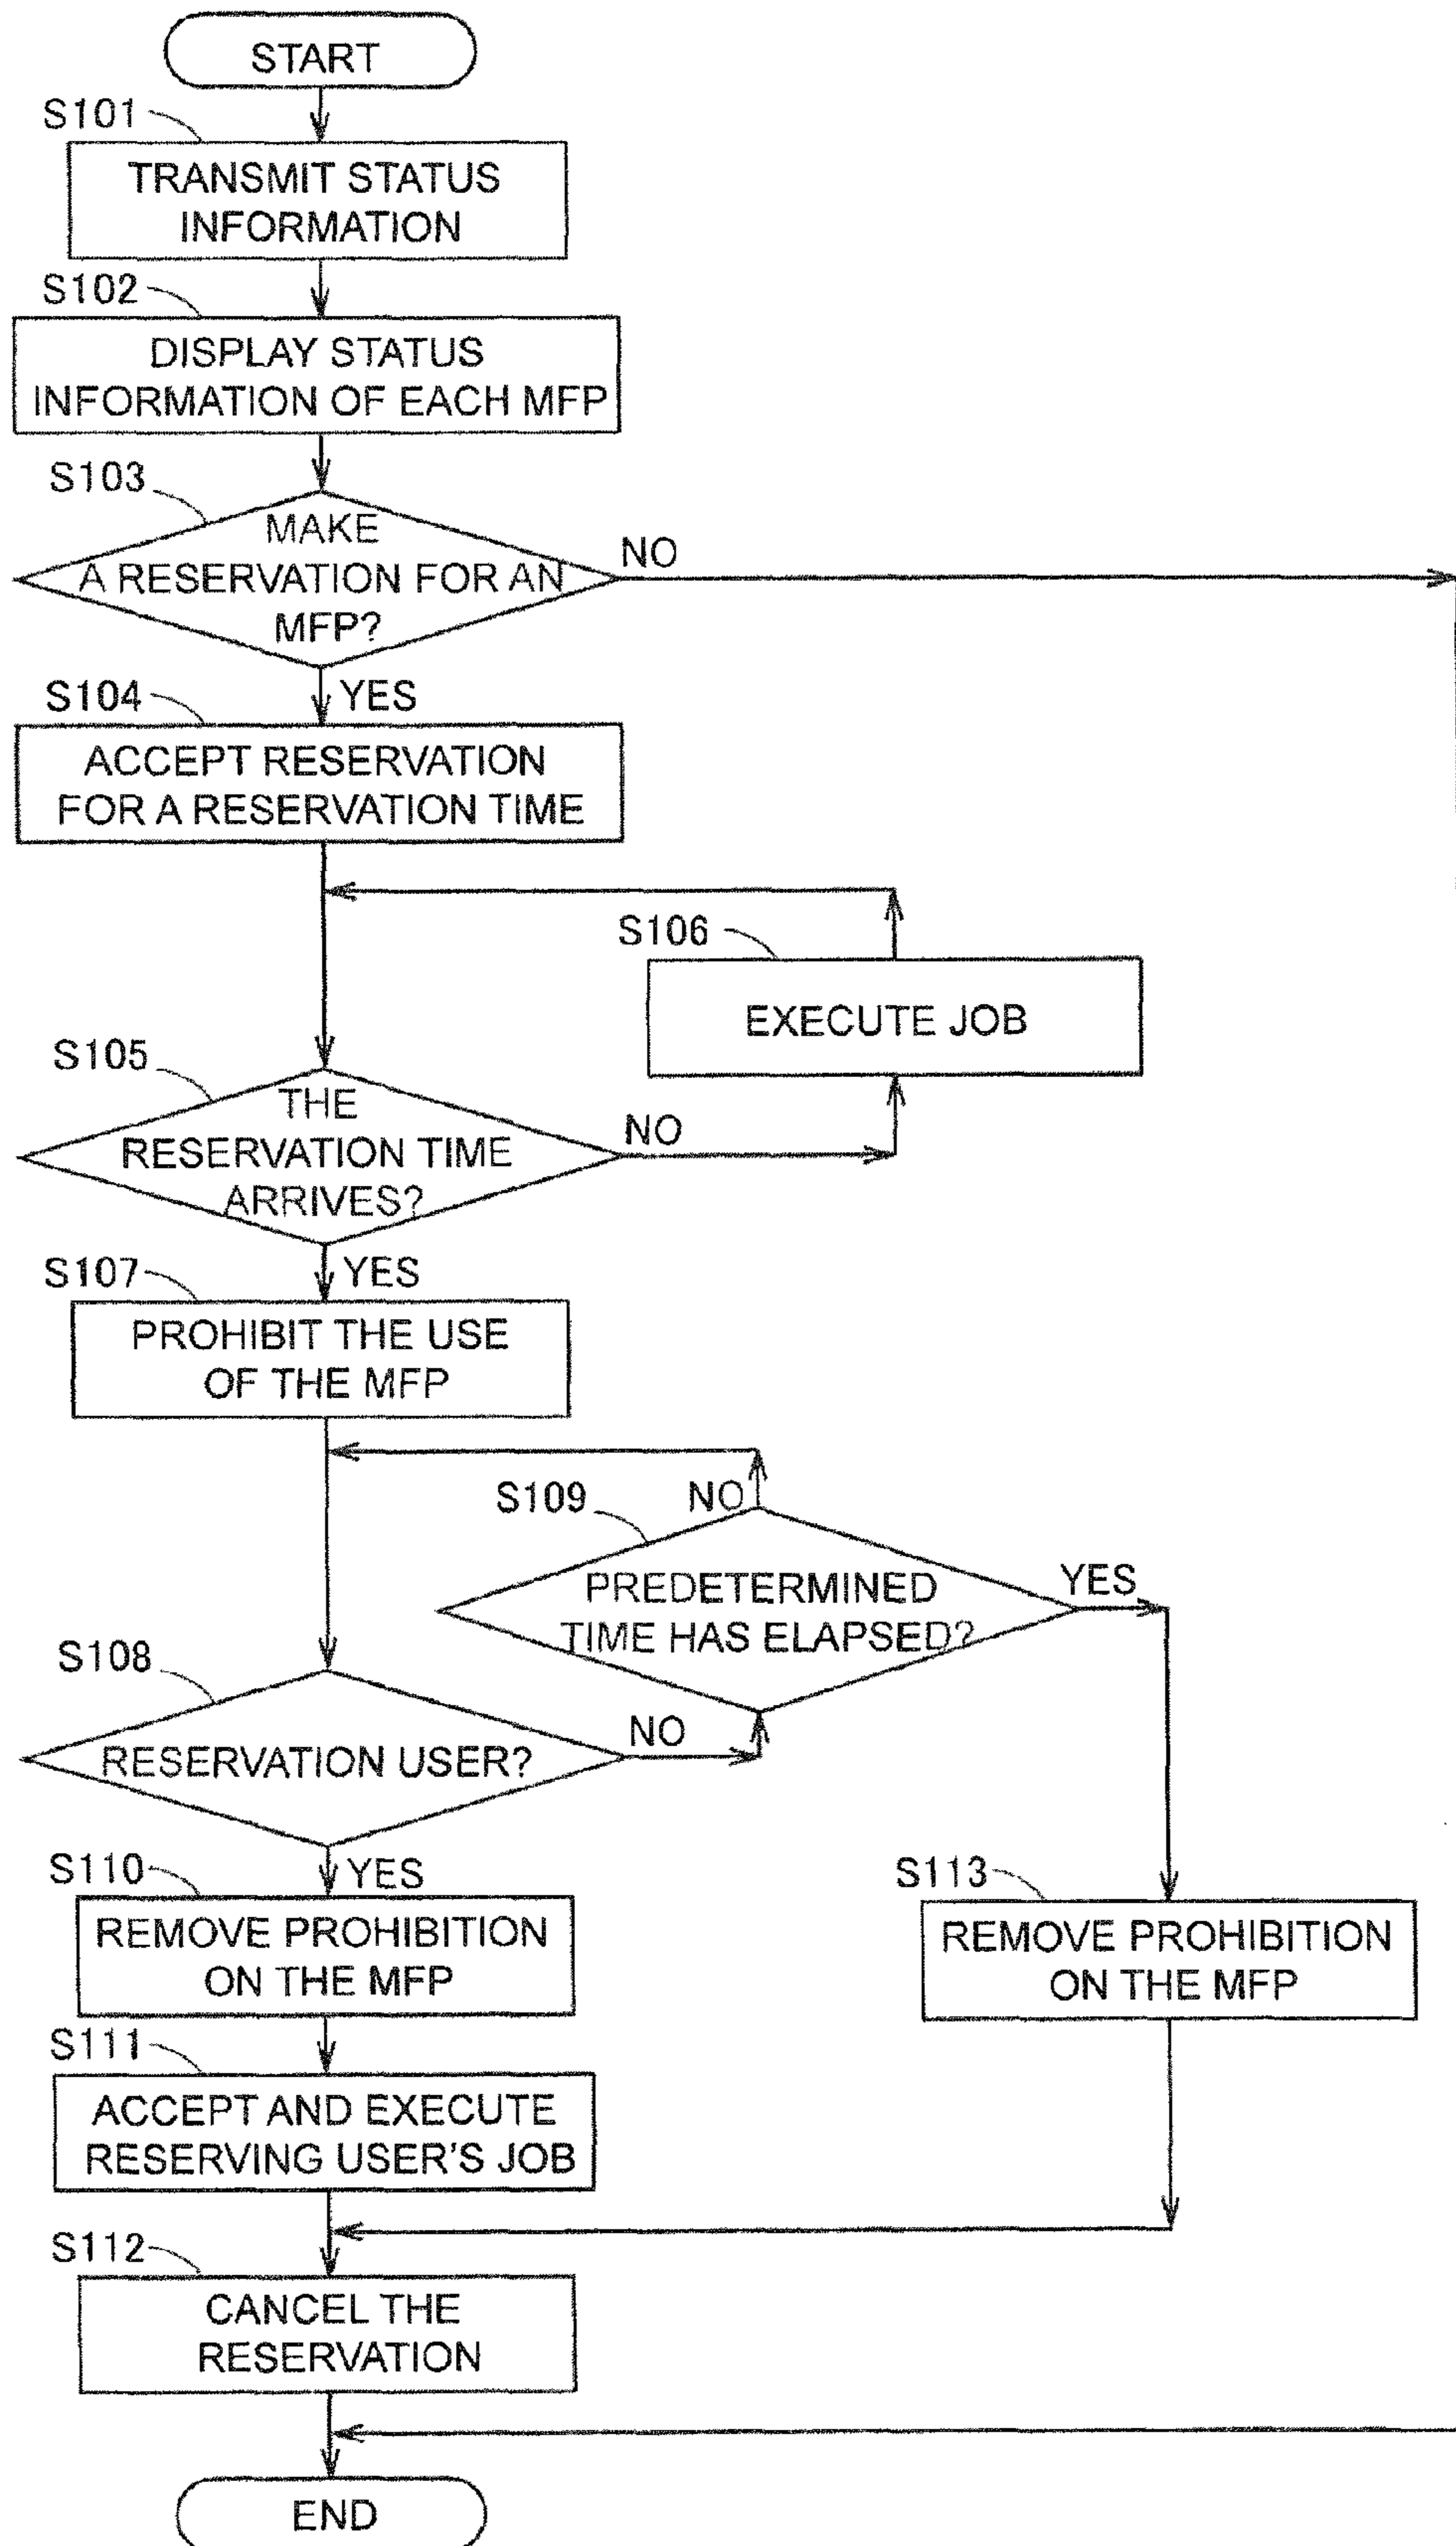 START
S101
TRANSMIT STATUS
INFORMATION
S102
DISPLAY STATUS
INFORMATION OF EACH MFP
S103
MAKE
A RESERVATION FOR AN
MFP?
NO
YES
S104
ACCEPT RESERVATION
FOR A RESERVATION TIME
S106
EXECUTE JOB
S105
THE
RESERVATION TIME
ARRIVES?
NO
YES
S107
PROHIBIT THE USE
OF THE MFP
S109
NO
PREDETERMINED
TIME HAS ELAPSED?
YES
S108
RESERVATION USER?
NO
YES
S110
REMOVE PROHIBITION
ON THE MFP
S113
REMOVE PROHIBITION
ON THE MFP
S111
ACCEPT AND EXECUTE
RESERVING USER'S JOB
S112
CANCEL THE
RESERVATION
END